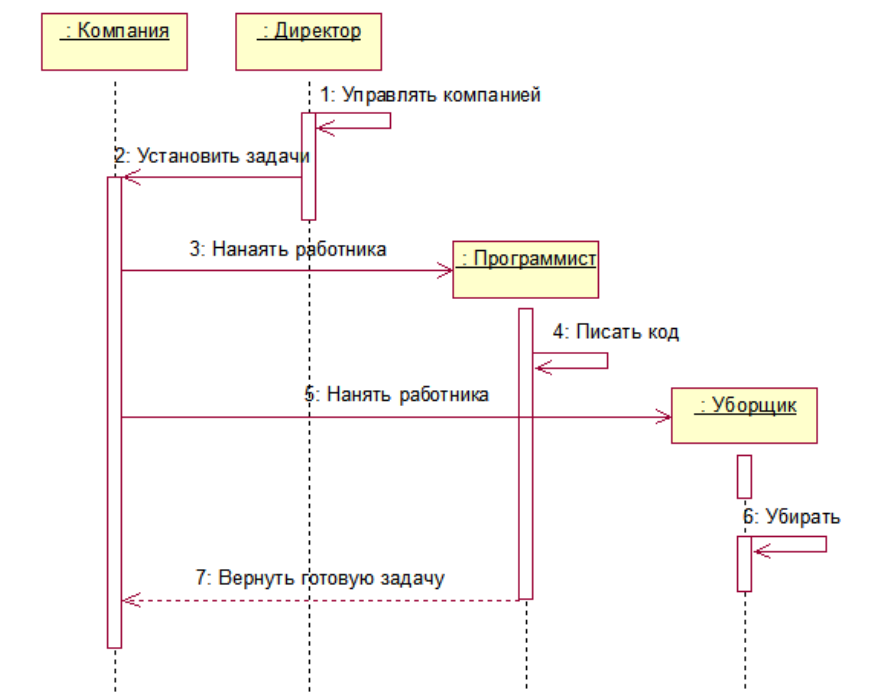 : Компания
: Директор
1: Управлять компанией
2: Установить задачи
3: Нанаять работника
: Программист
4: Писать код
5: Нанять работника
: Уборщик
6: Убирать
7: Вернуть готовую задачу